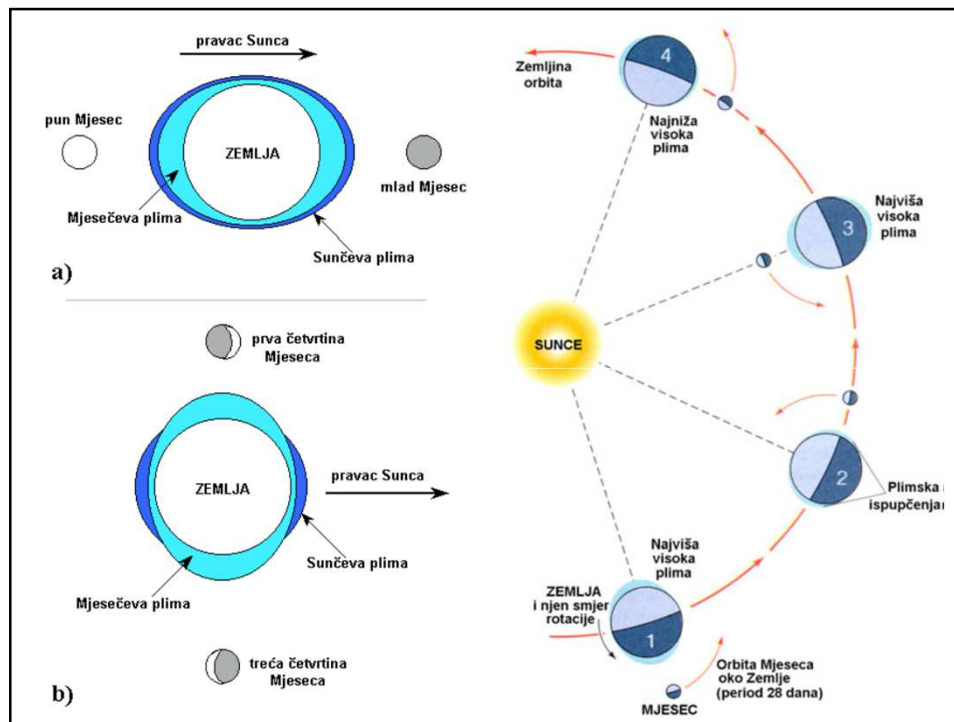 pravac Sunca
pun Mjesec
ZEMLJA
mlad Mjesec
Mjesečeva plima
Sunčeva plima
a)
prva četvrtina
Mjeseca
ZEMLJA
pravac Sunca
Sunčeva plima
Mjesečeva plima
treća četvrtina
Mjeseca
b)
Zemljina
orbita
4
Najniža
visoka
plima
Najviša
visoka
plima
3
SUNCE
2
Plimska
ispupčenja
Najviša
visoka
plima
ZEMLJA
i njen smjer
rotacije
1
Orbita Mjeseca
oko Zemlje
(period 28 dana)
MJESEC